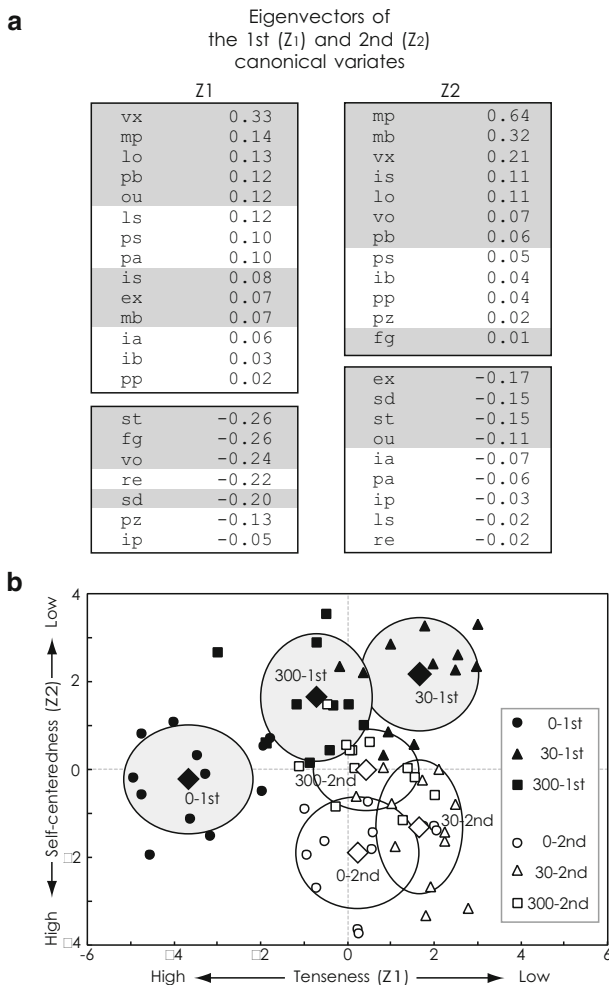 a
Eigenvectors of
the 1st (Z1) and 2nd (Z2)
canonical variates
Z1
vx 0.33
mp 0.14
lo 0.13
pb 0.12
ou 0.12
ls 0.12
ps 0.10
pa 0.10
is 0.08
ex 0.07
mb 0.07
ia 0.06
ib 0.03
pp 0.02
st -0.26
fg -0.26
vo -0.24
re -0.22
sd -0.20
pz -0.13
ip -0.05
Z2
mp 0.64
mb 0.32
vx 0.21
is 0.11
lo 0.11
vo 0.07
pb 0.06
ps 0.05
ib 0.04
pp 0.04
pz 0.02
fg 0.01
ex -0.17
sd -0.15
st -0.15
ou -0.11
ia -0.07
pa -0.06
ip -0.03
ls -0.02
re -0.02
b
High Self-centeredness (Z2) Low
4
2
0
□2
□4
300-1st
30-1st
0-1st
300-2nd
30-2nd
0-2nd
0-1st
30-1st
300-1st
0-2nd
30-2nd
300-2nd
-6 □4 □2 0 2 4 6
High Tenseness (Z1) Low